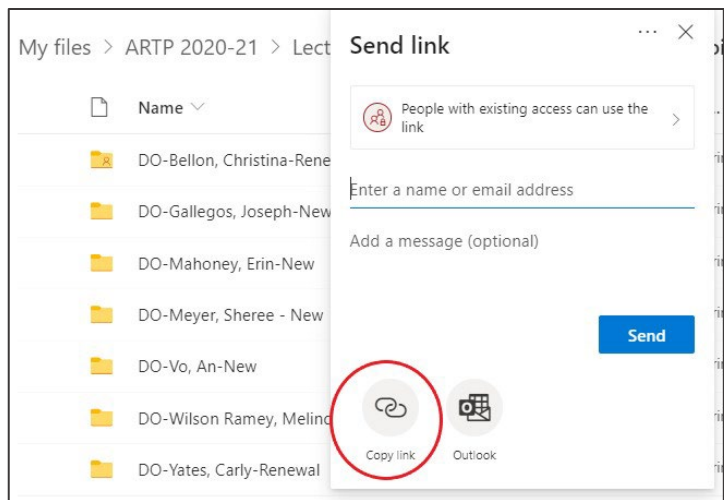 My files > ARTP 2020-21 > Lect
Name
DO-Bellon, Christina-Rene
DO-Gallegos, Joseph-New
DO-Mahoney, Erin-New
DO-Meyer, Sheree - New
DO-Vo, An-New
DO-Wilson Ramey, Melind
DO-Yates, Carly-Renewal
Send link
People with existing access can use the
link
Enter a name or email address
Add a message (optional)
Send
Copy link
Outlook